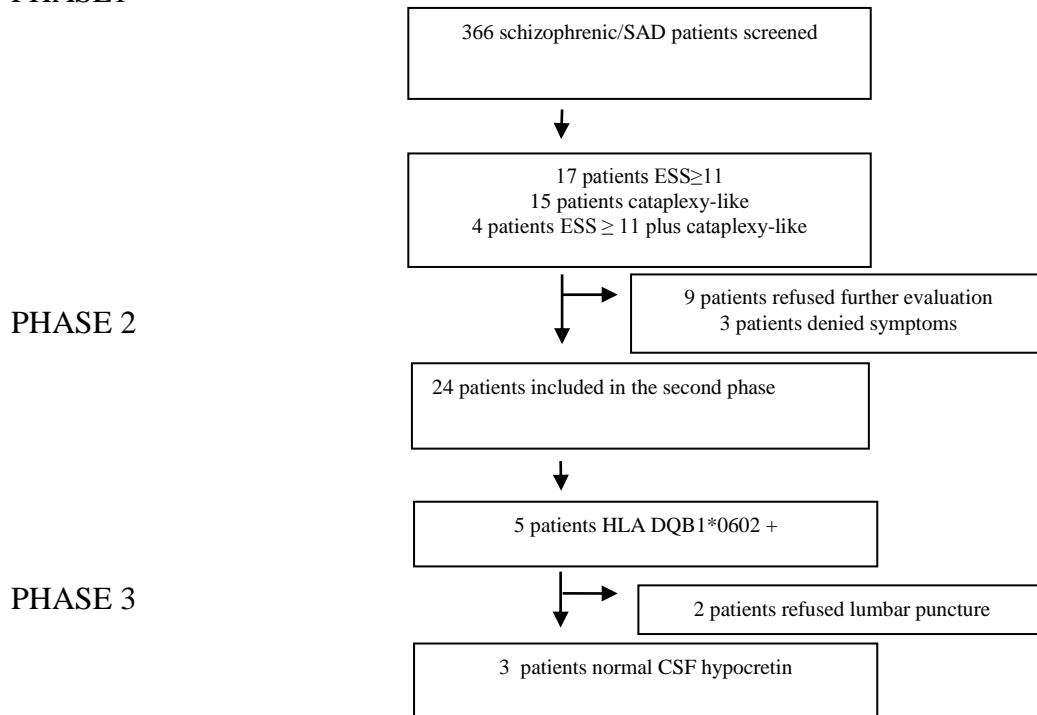 PHASE1
366 schizophrenic/SAD patients screened
17 patients ESS≥11
15 patients cataplexy-like
4 patients ESS ≥ 11 plus cataplexy-like
9 patients refused further evaluation
3 patients denied symptoms
PHASE 2
24 patients included in the second phase
5 patients HLA DQB1*0602 +
PHASE 3
2 patients refused lumbar puncture
3 patients normal CSF hypocretin